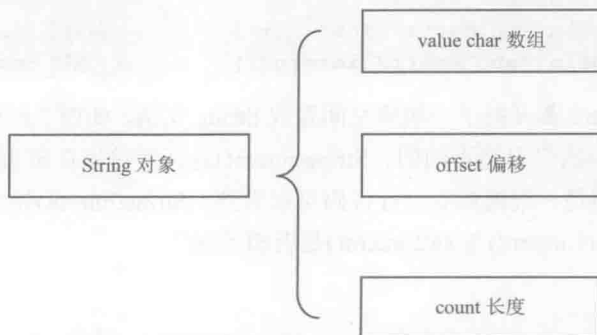 value char 数组
String 对象
offset 偏移
count 长度